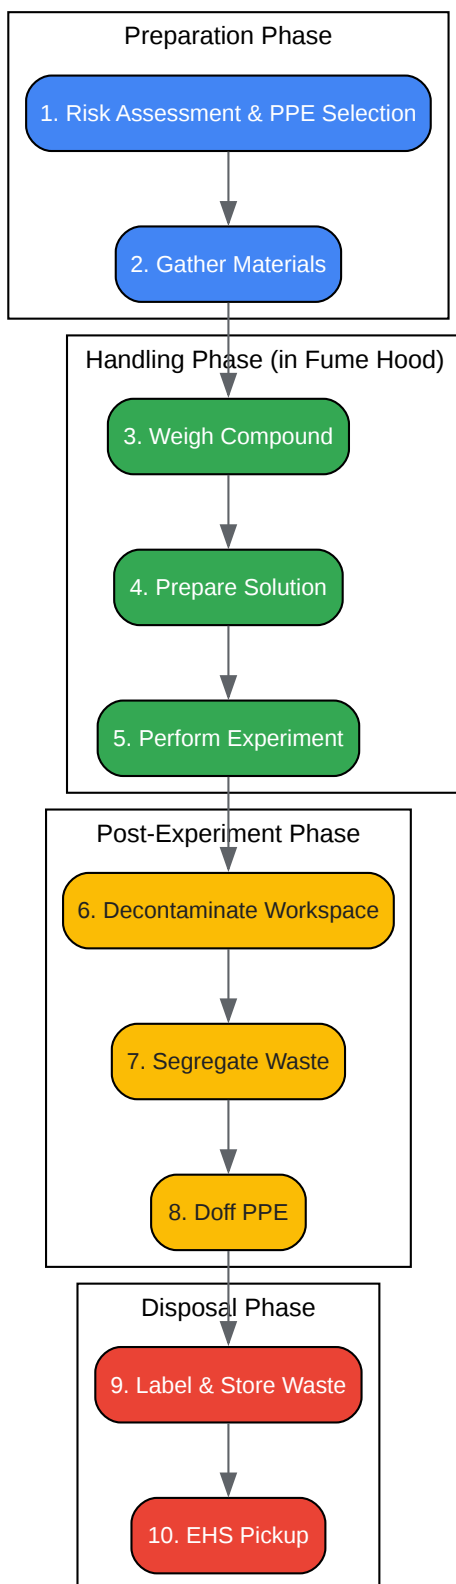 Preparation Phase
1. Risk Assessment & PPE Selection
2. Gather Materials
Handling Phase (in Fume Hood)
3. Weigh Compound
4. Prepare Solution
5. Perform Experiment
Post-Experiment Phase
6. Decontaminate Workspace
7. Segregate Waste
8. Doff PPE
Disposal Phase
9. Label & Store Waste
10. EHS Pickup